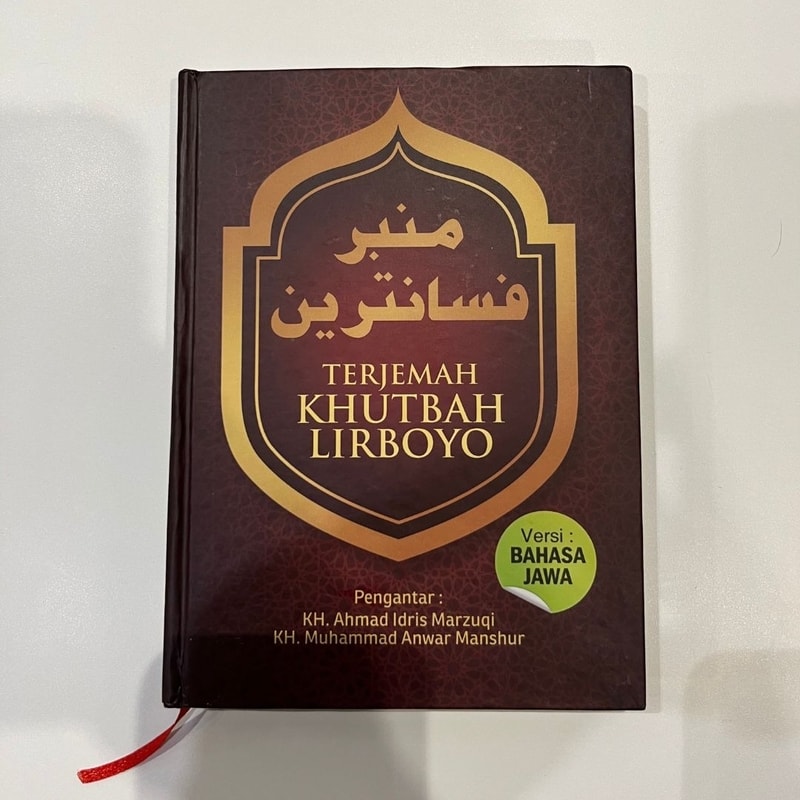 منبر
فسانترين
TERJEMAH
KHUTBAH
LIRBOYO
Versi :
BAHASA
JAWA
Pengantar :
KH. Ahmad Idris Marzuqi
KH. Muhammad Anwar Manshur